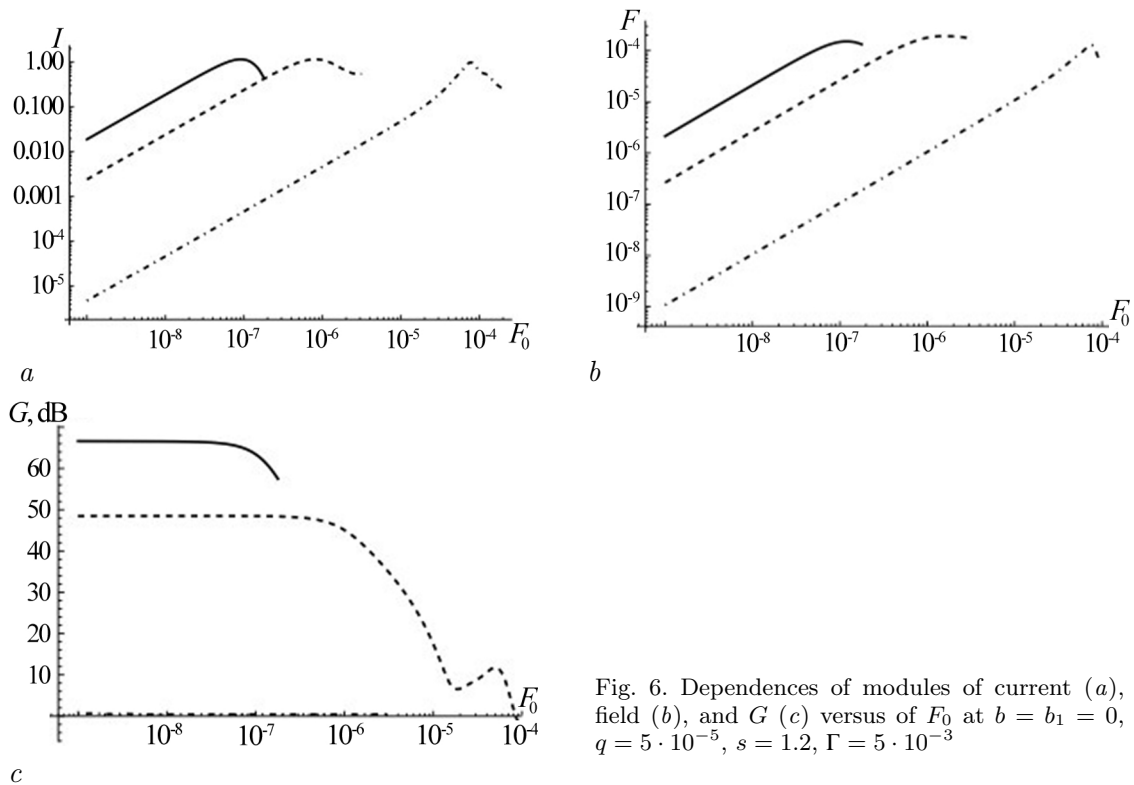 I
1.00
0.100
0.010
0.001
10⁻⁴
10⁻⁵
10⁻⁸ 10⁻⁷ 10⁻⁶ 10⁻⁵ 10⁻⁴ F₀
a
F
10⁻⁴
10⁻⁵
10⁻⁶
10⁻⁷
10⁻⁸
10⁻⁹
10⁻⁸ 10⁻⁷ 10⁻⁶ 10⁻⁵ 10⁻⁴ F₀
b
G, dB
60
50
40
30
20
10
10⁻⁸ 10⁻⁷ 10⁻⁶ 10⁻⁵ 10⁻⁴ F₀
c
Fig. 6. Dependences of modules of current (a),
field (b), and G (c) versus of F₀ at b = b₁ = 0,
q = 5 · 10⁻⁵, s = 1.2, Γ = 5 · 10⁻³